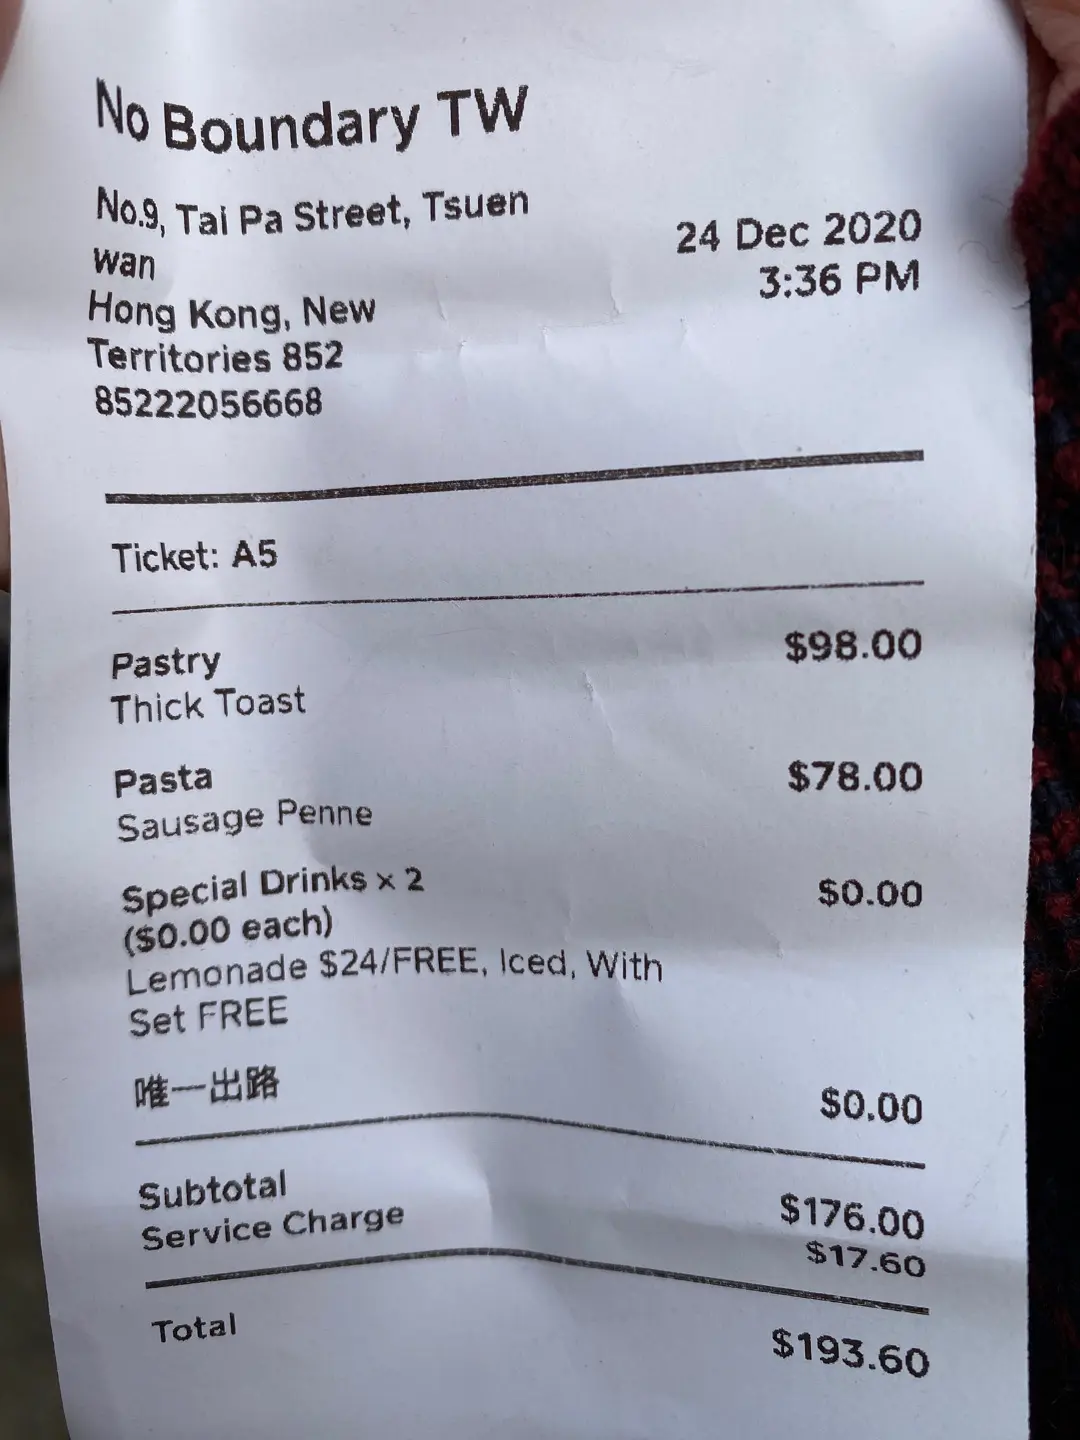 No Boundary TW
No.9, Tai Pa Street, Tsuen
wan
Hong Kong, New
Territories 852
85222056668
24 Dec 2020
3:36 PM
Ticket: A5
Pastry $98.00
Thick Toast
Pasta $78.00
Sausage Penne
Special Drinks x 2 $0.00
($0.00 each)
Lemonade $24/FREE, Iced, With
Set FREE
唯一出路 $0.00
Subtotal $176.00
Service Charge $17.60
Total $193.60